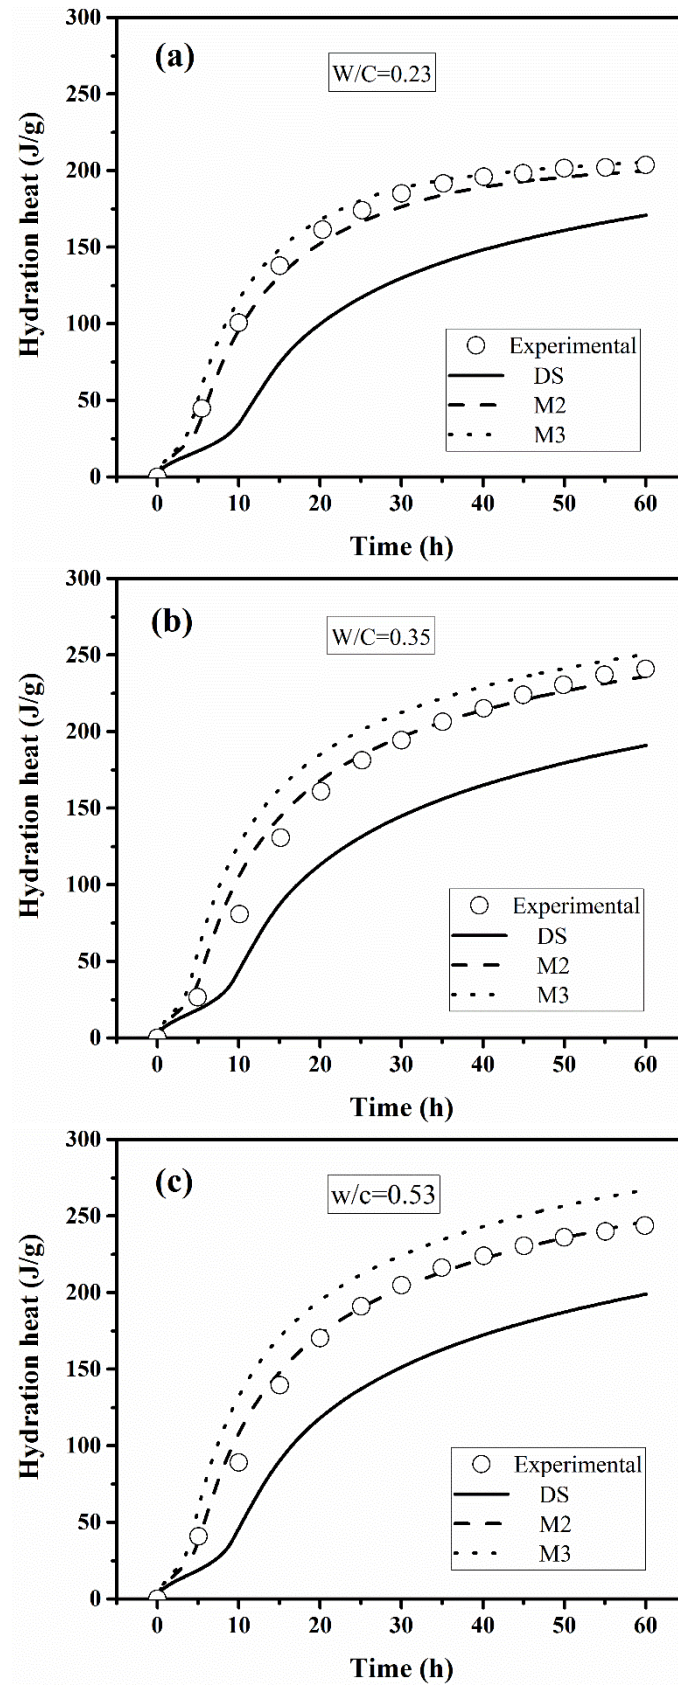 (a)
W/C=0.23
300
250
200
150
100
50
0
Hydration heat (J/g)
Experimental
DS
M2
M3
0 10 20 30 40 50 60
Time (h)
(b)
W/C=0.35
300
250
200
150
100
50
0
Hydration heat (J/g)
Experimental
DS
M2
M3
0 10 20 30 40 50 60
Time (h)
(c)
w/c=0.53
300
250
200
150
100
50
0
Hydration heat (J/g)
Experimental
DS
M2
M3
0 10 20 30 40 50 60
Time (h)